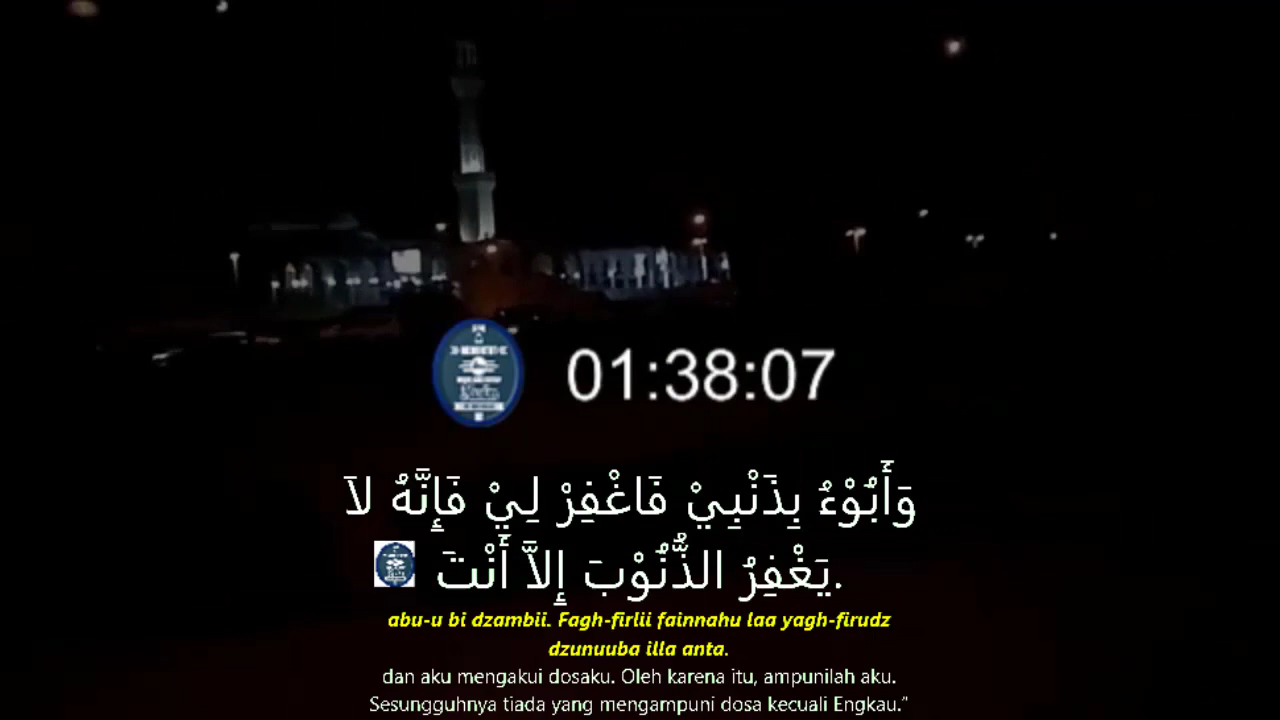 01:38:07
وَأَبُوْءُ بِذَنْبِيْ فَاغْفِرْ لِيْ فَإِنَّهُ لاَ
يَغْفِرُ الذُّنُوْبَ إِلاَّ أَنْتَ.
abu-u bi dzambii. Fagh-firlii fainnahu laa yagh-firudz
dzunuuba illa anta.
dan aku mengakui dosaku. Oleh karena itu, ampunilah aku.
Sesungguhnya tiada yang mengampuni dosa kecuali Engkau.”